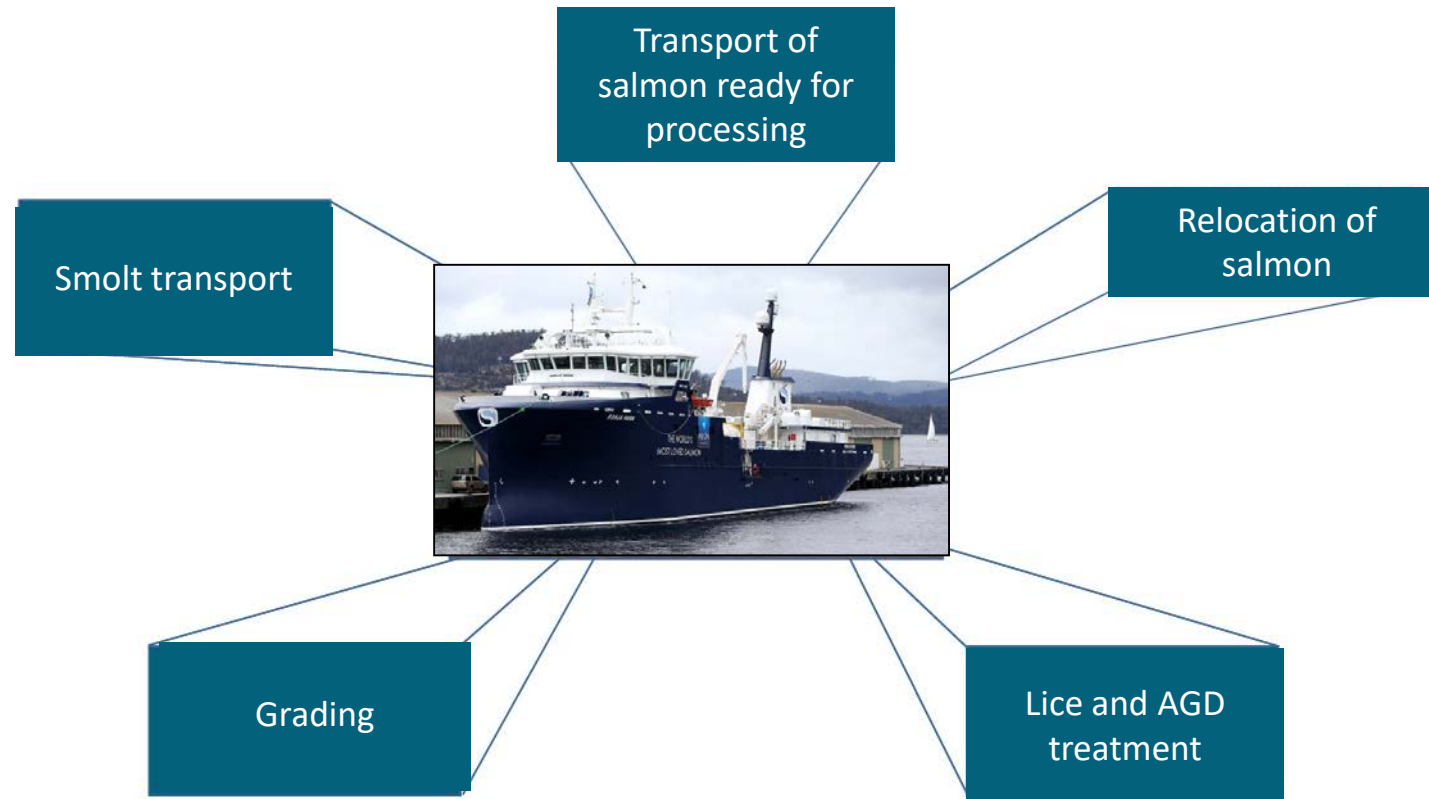 Transport of
salmon ready for
processing
Relocation of
salmon
Smolt transport
THE WORLD'S
MOST LOVED SALMON
Grading
Lice and AGD
treatment